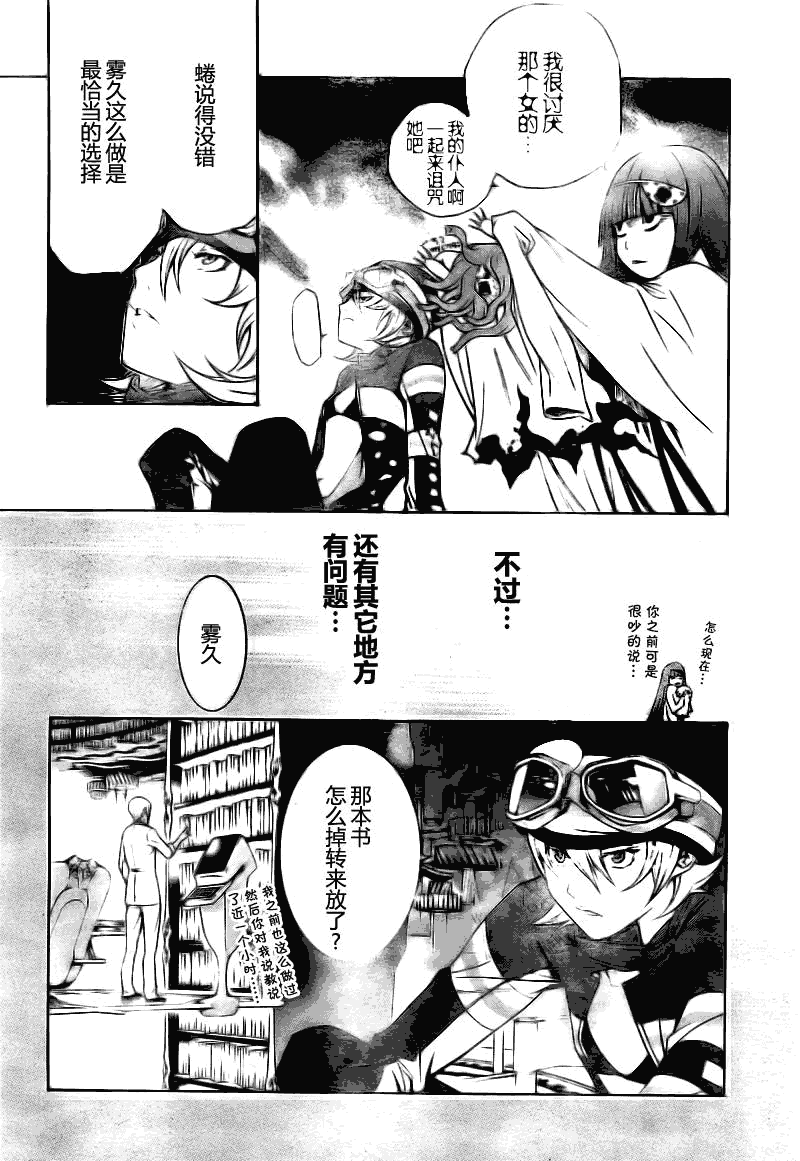 我很讨厌
那个女的…
我的仆人啊
一起来诅咒
她吧
蜷说得没错
雾久这么做是
最恰当的选择
怎么现在…
你之前可是
很吵的说…
不过…
还有其它地方
有问题…
雾久
那本书
怎么掉转来放了？
我之前也这么做过
然后你对我说教说
了近一个小时……